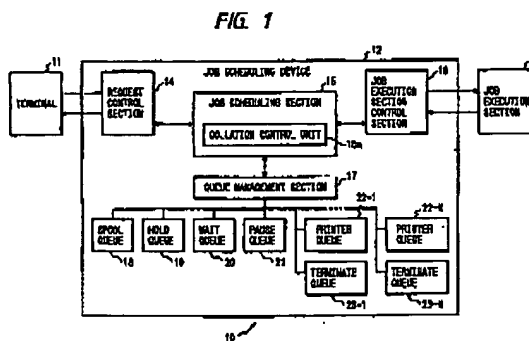 FIG. 1
11
12
TERMINAL
14
REQUEST
CONTROL
SECTION
JOB SCHEDULING DEVICE
15
JOB SCHEDULING SECTION
COLLATION CONTROL UNIT
15a
16
JOB
EXECUTION
SECTION
CONTROL
SECTION
JOB
EXECUTION
SECTION
QUEUE MANAGEMENT SECTION
17
SPOOL
QUEUE
18
HOLD
QUEUE
19
WAIT
QUEUE
20
PAUSE
QUEUE
21
22-1
PRINTER
QUEUE
22-N
PRINTER
QUEUE
TERMINATE
QUEUE
23-1
TERMINATE
QUEUE
23-N
10